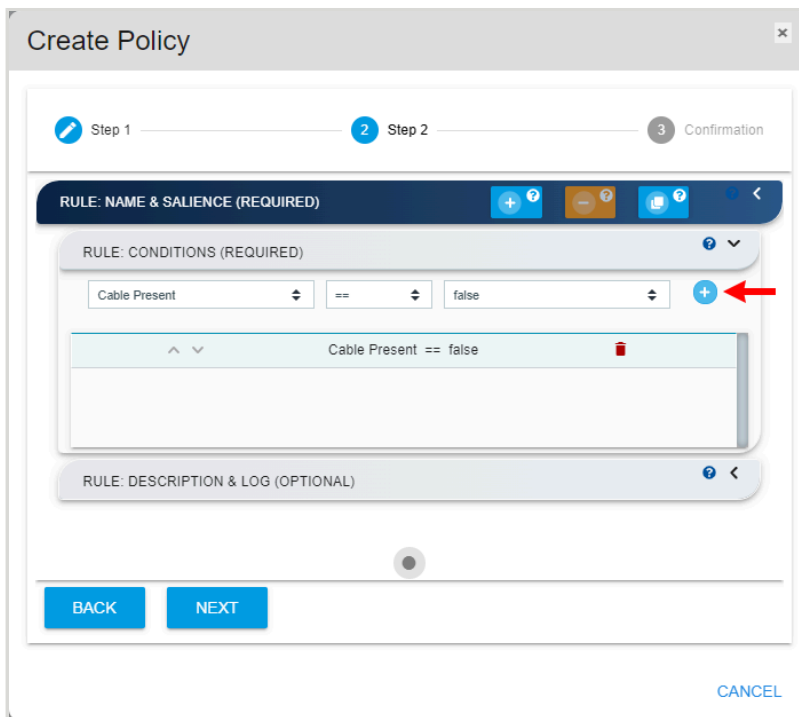 Create Policy
Step 1
2 Step 2
3 Confirmation
RULE: NAME & SALIENCE (REQUIRED)
RULE: CONDITIONS (REQUIRED)
Cable Present == false
Cable Present == false
RULE: DESCRIPTION & LOG (OPTIONAL)
BACK NEXT
CANCEL